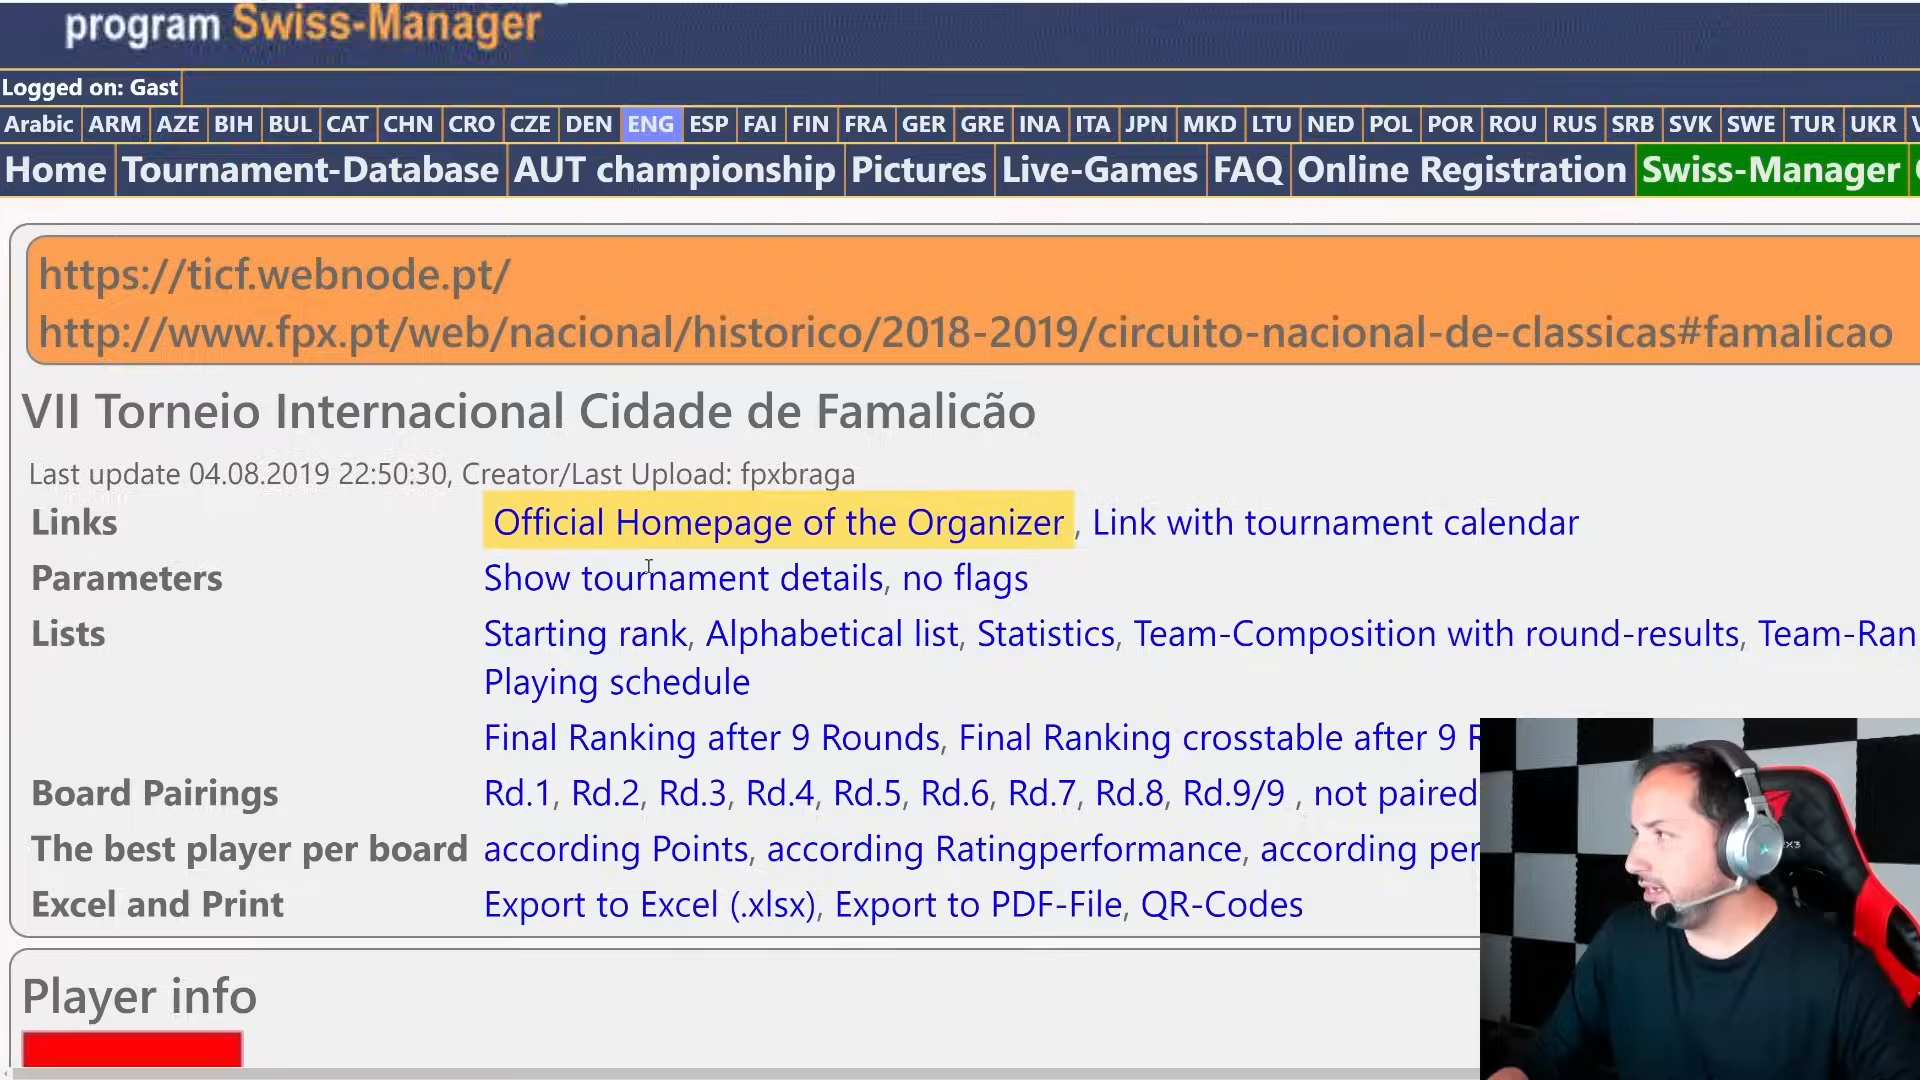 program Swiss-Manager
Logged on: Gast
Arabic ARM AZE BIH BUL CAT CHN CRO CZE DEN ENG ESP FAI FIN FRA GER GRE INA ITA JPN MKD LTU NED POL POR ROU RUS SRB SVK SWE TUR UKR
Home Tournament-Database AUT championship Pictures Live-Games FAQ Online Registration Swiss-Manager
https://ticf.webnode.pt/
http://www.fpx.pt/web/nacional/historico/2018-2019/circuito-nacional-de-classicas#famalicao
VII Torneio Internacional Cidade de Famalicão
Last update 04.08.2019 22:50:30, Creator/Last Upload: fpxbraga
Links Official Homepage of the Organizer , Link with tournament calendar
Parameters Show tournament details, no flags
Lists Starting rank, Alphabetical list, Statistics, Team-Composition with round-results, Team-Ran
Playing schedule
Final Ranking after 9 Rounds, Final Ranking crosstable after 9 R
Board Pairings Rd.1, Rd.2, Rd.3, Rd.4, Rd.5, Rd.6, Rd.7, Rd.8, Rd.9/9 , not paired
The best player per board according Points, according Ratingperformance, according per
Excel and Print Export to Excel (.xlsx), Export to PDF-File, QR-Codes
Player info